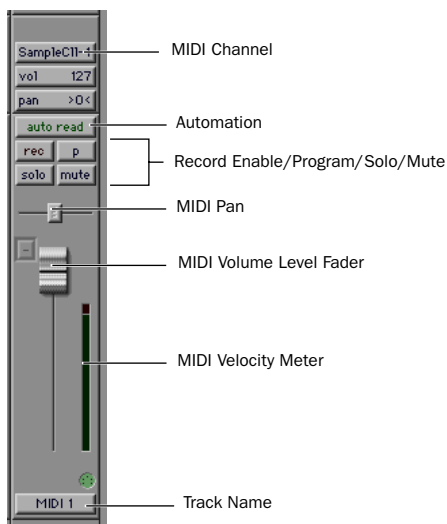 SampleCll-1 MIDI Channel
vol 127
pan >0<
auto read Automation
rec p
Record Enable/Program/Solo/Mute
solo mute
MIDI Pan
-
MIDI Volume Level Fader
MIDI Velocity Meter
MIDI 1 Track Name